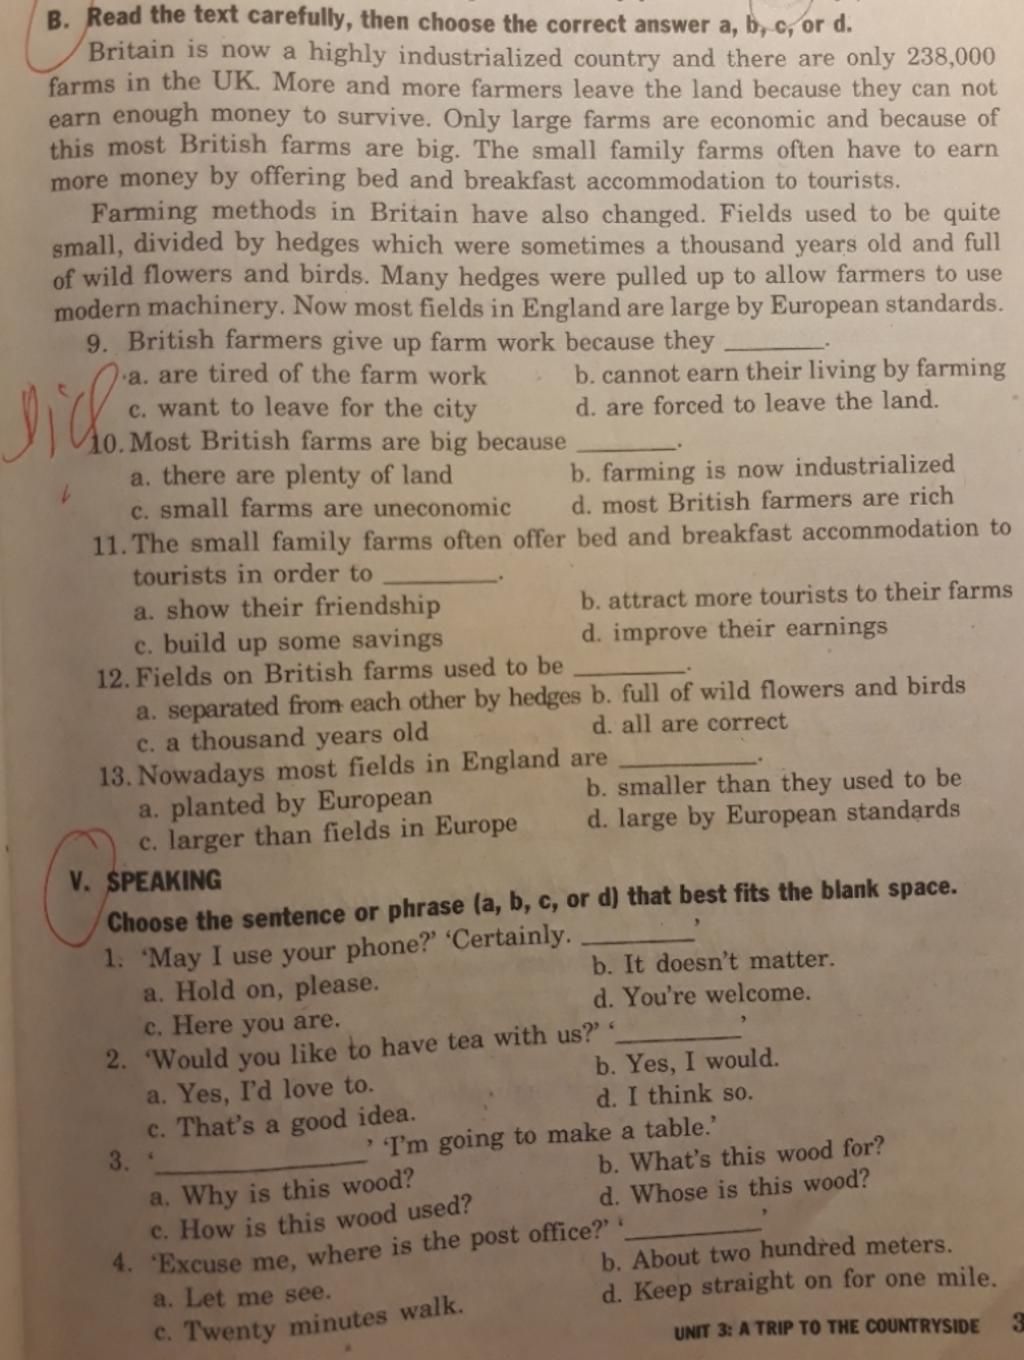 B. Read the text carefully, then choose the correct answer a, b, c, or d.
Britain is now a highly industrialized country and there are only 238,000
farms in the UK. More and more farmers leave the land because they can not
earn enough money to survive. Only large farms are economic and because of
this most British farms are big. The small family farms often have to earn
more money by offering bed and breakfast accommodation to tourists.
Farming methods in Britain have also changed. Fields used to be quite
small, divided by hedges which were sometimes a thousand years old and full
of wild flowers and birds. Many hedges were pulled up to allow farmers to use
modern machinery. Now most fields in England are large by European standards.
9. British farmers give up farm work because they ________.
a. are tired of the farm work b. cannot earn their living by farming
c. want to leave for the city d. are forced to leave the land.
10. Most British farms are big because ________.
a. there are plenty of land b. farming is now industrialized
c. small farms are uneconomic d. most British farmers are rich
11. The small family farms often offer bed and breakfast accommodation to
tourists in order to ________.
a. show their friendship b. attract more tourists to their farms
c. build up some savings d. improve their earnings
12. Fields on British farms used to be ________.
a. separated from each other by hedges b. full of wild flowers and birds
c. a thousand years old d. all are correct
13. Nowadays most fields in England are ________.
a. planted by European b. smaller than they used to be
c. larger than fields in Europe d. large by European standards
V. SPEAKING
Choose the sentence or phrase (a, b, c, or d) that best fits the blank space.
1. 'May I use your phone?' 'Certainly. ________'
a. Hold on, please. b. It doesn't matter.
c. Here you are. d. You're welcome.
2. 'Would you like to have tea with us?' '________'
a. Yes, I'd love to. b. Yes, I would.
c. That's a good idea. d. I think so.
3. '________' 'I'm going to make a table.'
a. Why is this wood? b. What's this wood for?
c. How is this wood used? d. Whose is this wood?
4. 'Excuse me, where is the post office?' '________'
a. Let me see. b. About two hundred meters.
c. Twenty minutes walk. d. Keep straight on for one mile.
UNIT 3: A TRIP TO THE COUNTRYSIDE